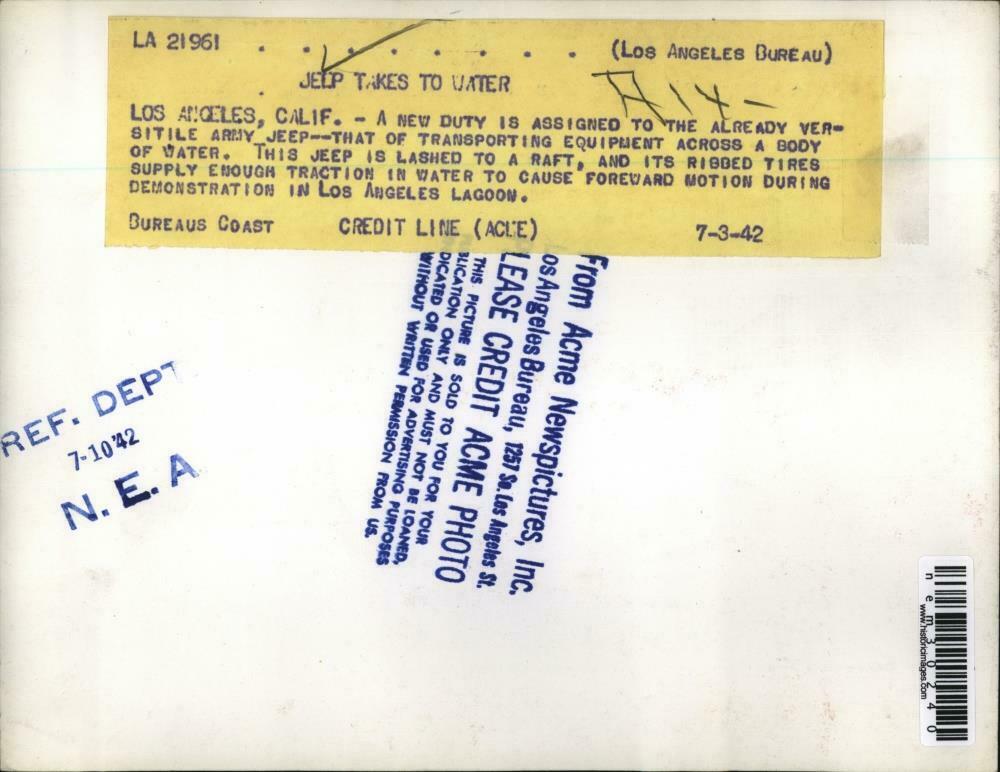 LA 21961 . . . . . . . . (LOS ANGELES BUREAU)
JEEP TAKES TO WATER
A14-
LOS ANGELES, CALIF. - A NEW DUTY IS ASSIGNED TO THE ALREADY VER-
SITILE ARMY JEEP--THAT OF TRANSPORTING EQUIPMENT ACROSS A BODY
OF WATER. THIS JEEP IS LASHED TO A RAFT, AND ITS RIBBED TIRES
SUPPLY ENOUGH TRACTION IN WATER TO CAUSE FOREWARD MOTION DURING
DEMONSTRATION IN LOS ANGELES LAGOON.
BUREAUS COAST CREDIT LINE (ACME) 7-3-42
From Acme Newspictures, Inc.
Los Angeles Bureau, 1257 So. Los Angeles St.
PLEASE CREDIT ACME PHOTO
THIS PICTURE IS SOLD TO YOU FOR YOUR
PUBLICATION ONLY AND MUST NOT BE LOANED,
SYNDICATED OR USED FOR ADVERTISING PURPOSES
WITHOUT WRITTEN PERMISSION FROM US.
REF. DEPT
7-10'42
N. E. A
nem30240
www.historicimages.com